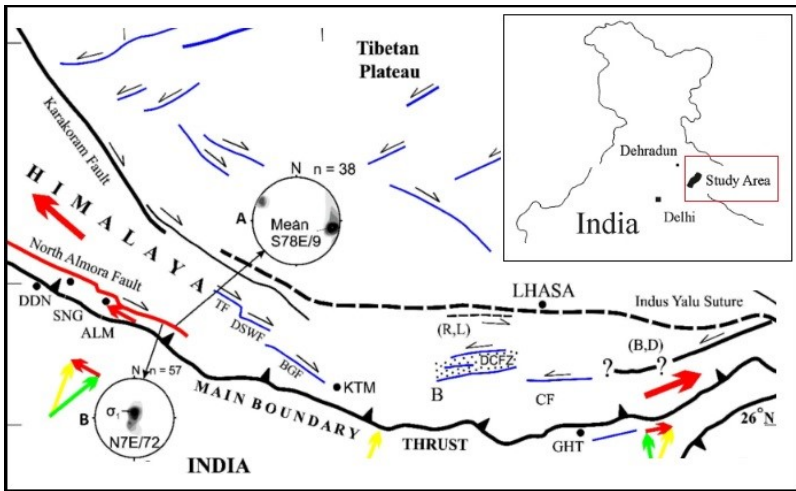 Tibetan
Plateau
Karakoram Fault
HIMALAYA
N n = 38
A
Mean
S78E/9
Dehradun
Study Area
India
Delhi
North Almora Fault
DDN
SNG
ALM
TF
DSWF
BGF
KTM
LHASA
Indus Yalu Suture
(R,L)
(B,D)
DCFZ
B
? ?
CF
N n = 57
B
σ1
N7E/72
MAIN BOUNDARY
THRUST
GHT
26°N
INDIA